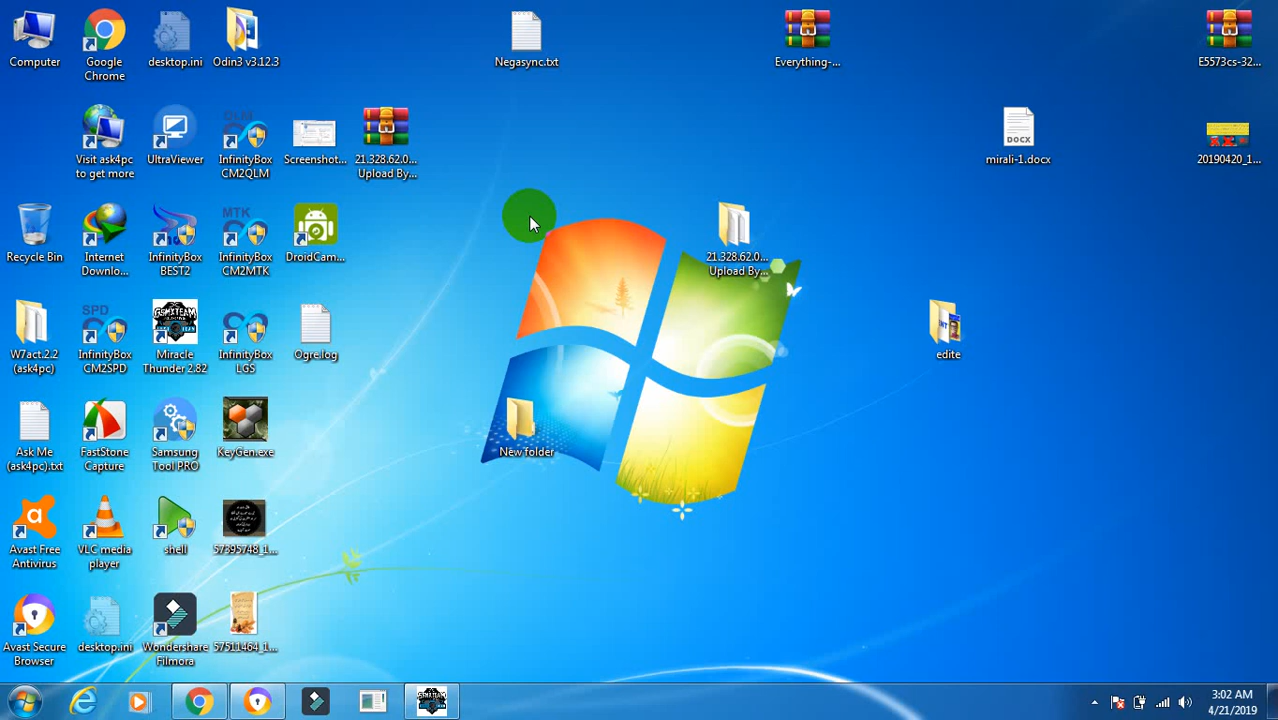 Computer
Google
Chrome
desktop.ini
Odin3 v3.12.3
Negasync.txt
Everything-...
E5573cs-32...
Visit ask4pc
to get more
UltraViewer
InfinityBox
CM2QLM
Screenshot...
21.328.62.0...
Upload By...
mirali-1.docx
20190420_1...
Recycle Bin
Internet
Downlo...
InfinityBox
BEST2
MTK
InfinityBox
CM2MTK
DroidCam...
21.328.62.0...
Upload By...
W7act.2.2
(ask4pc)
SPD
InfinityBox
CM2SPD
Miracle
Thunder 2.82
InfinityBox
LGS
Ogre.log
edite
Ask Me
(ask4pc).txt
FastStone
Capture
Samsung
Tool PRO
KeyGen.exe
New folder
Avast Free
Antivirus
VLC media
player
shell
57395748_1...
Avast Secure
Browser
desktop.ini
Wondershare
Filmora
57511464_1...
3:02 AM
4/21/2019